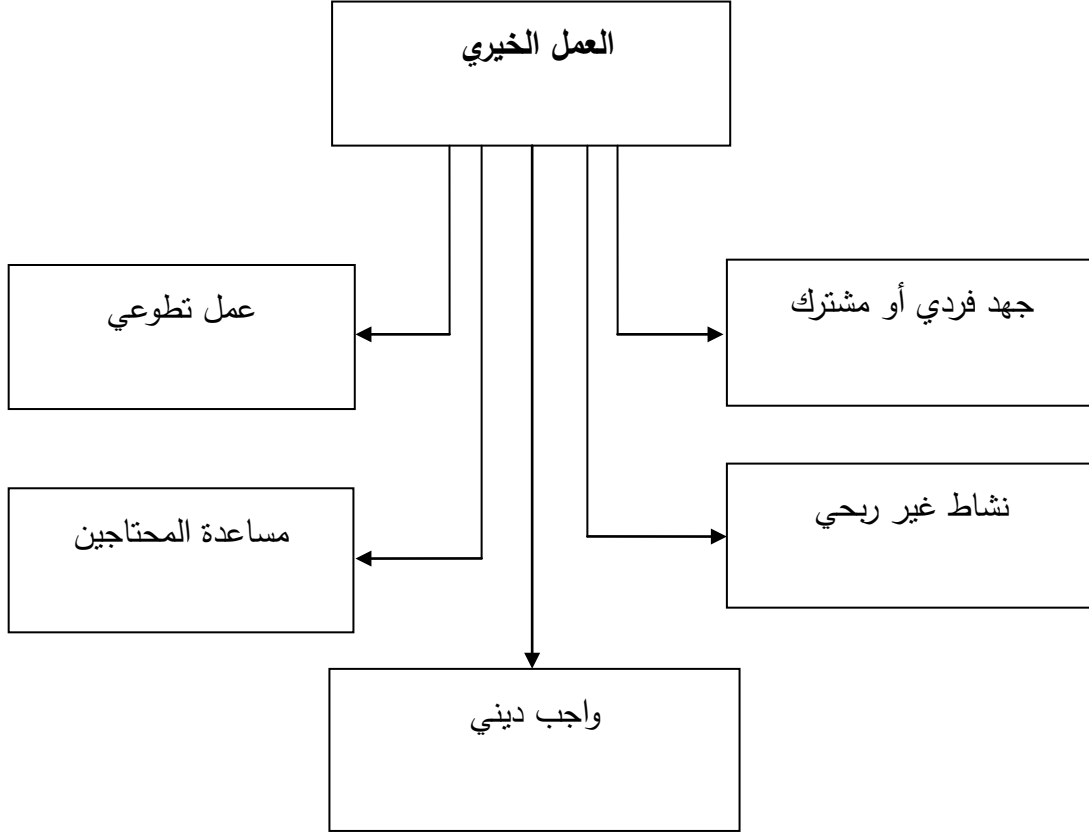 العمل الخيري
جهد فردي أو مشترك
عمل تطوعي
نشاط غير ربحي
مساعدة المحتاجين
واجب ديني